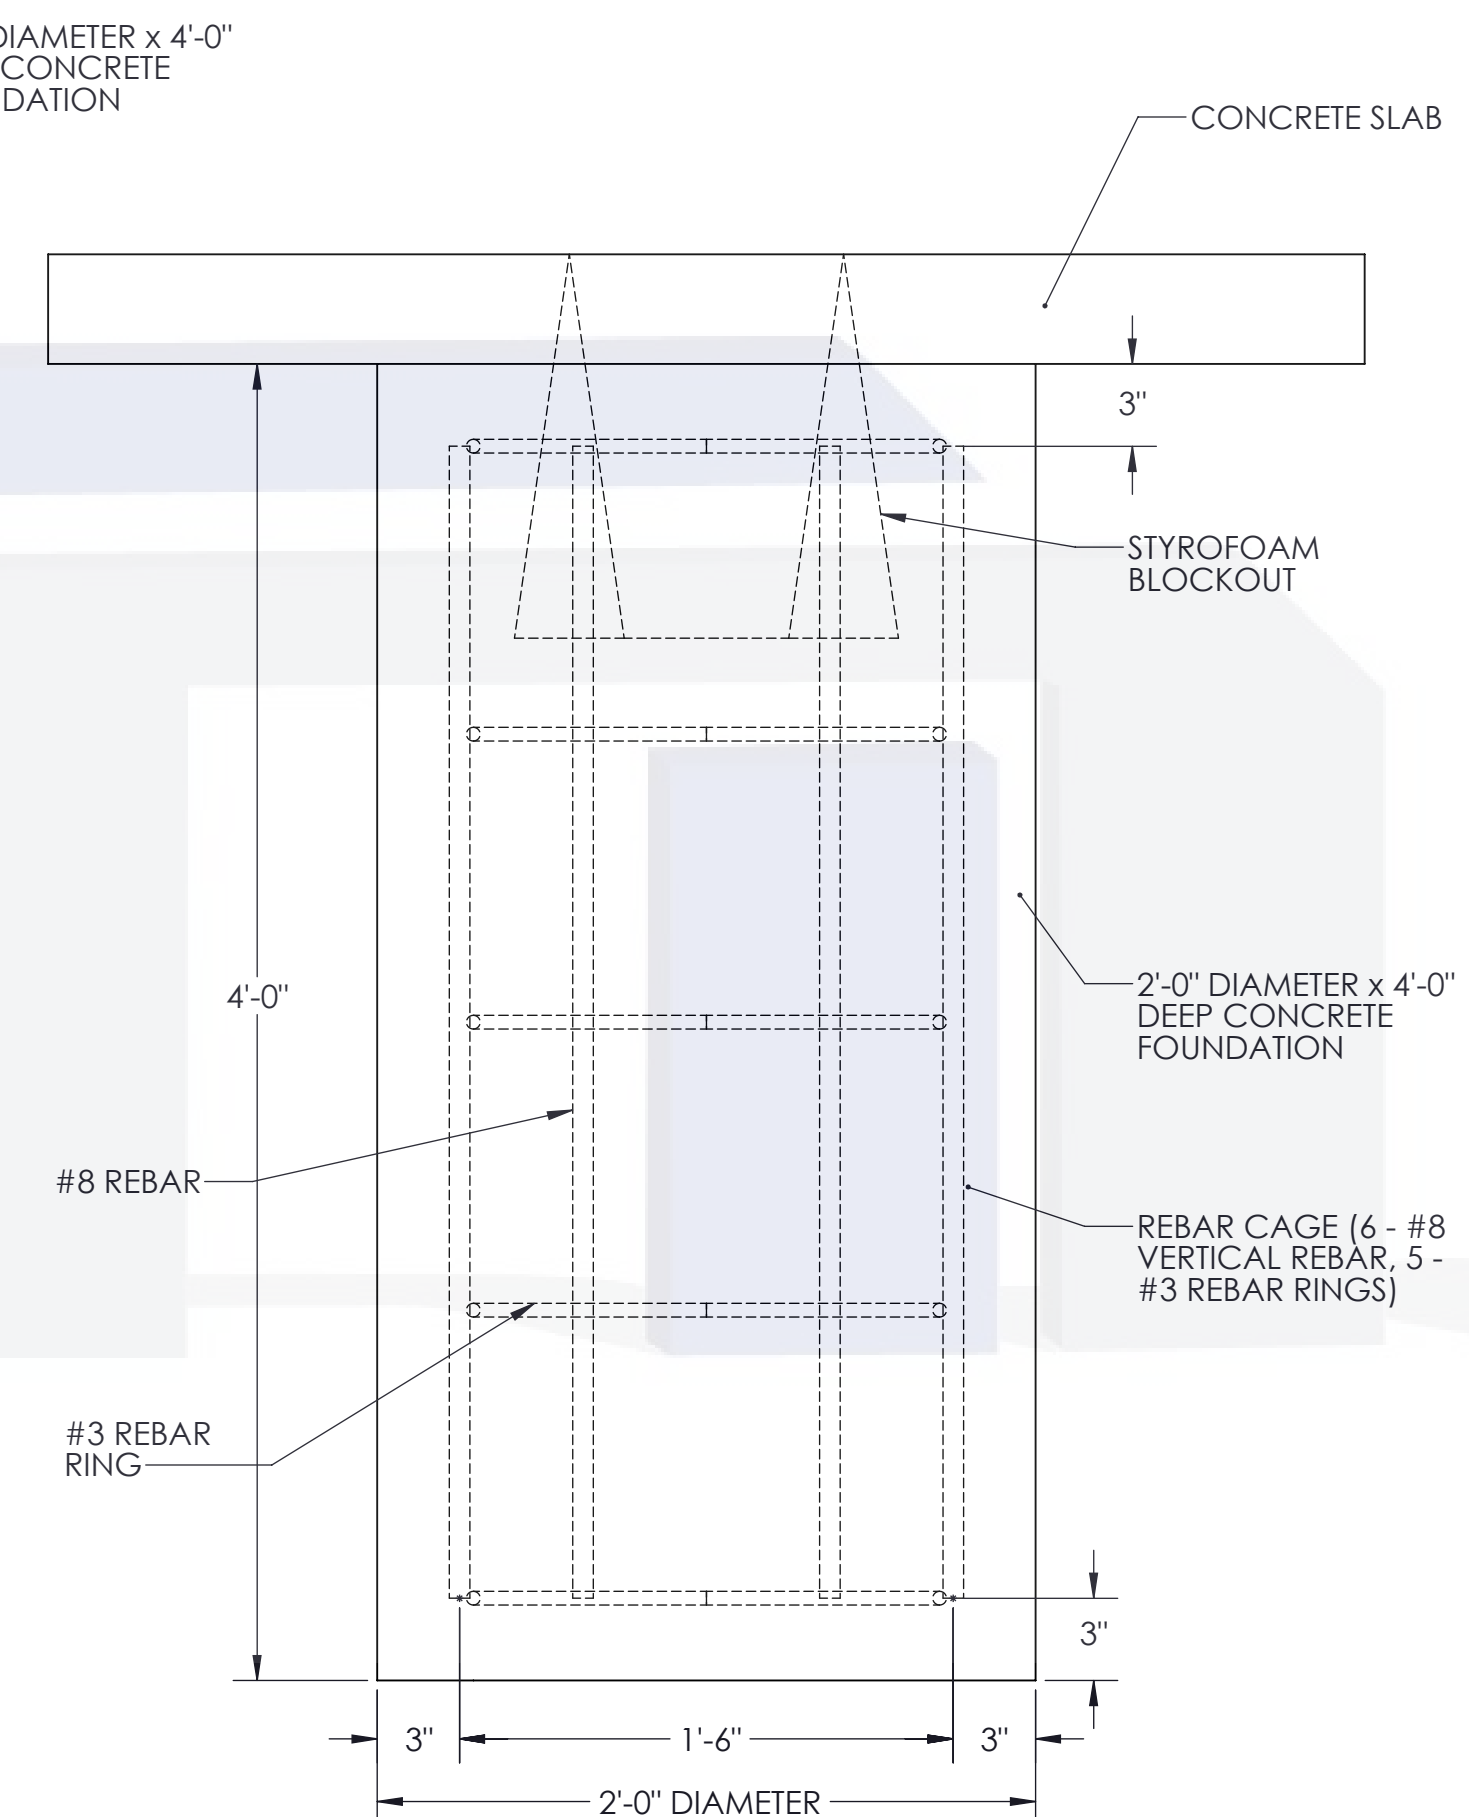 DIAMETER x 4'-0"
CONCRETE
DATION
CONCRETE SLAB
3"
STYROFOAM
BLOCKOUT
4'-0"
2'-0" DIAMETER x 4'-0"
DEEP CONCRETE
FOUNDATION
#8 REBAR
REBAR CAGE (6 - #8
VERTICAL REBAR, 5 -
#3 REBAR RINGS)
#3 REBAR
RING
3"
3"
1'-6"
3"
2'-0" DIAMETER